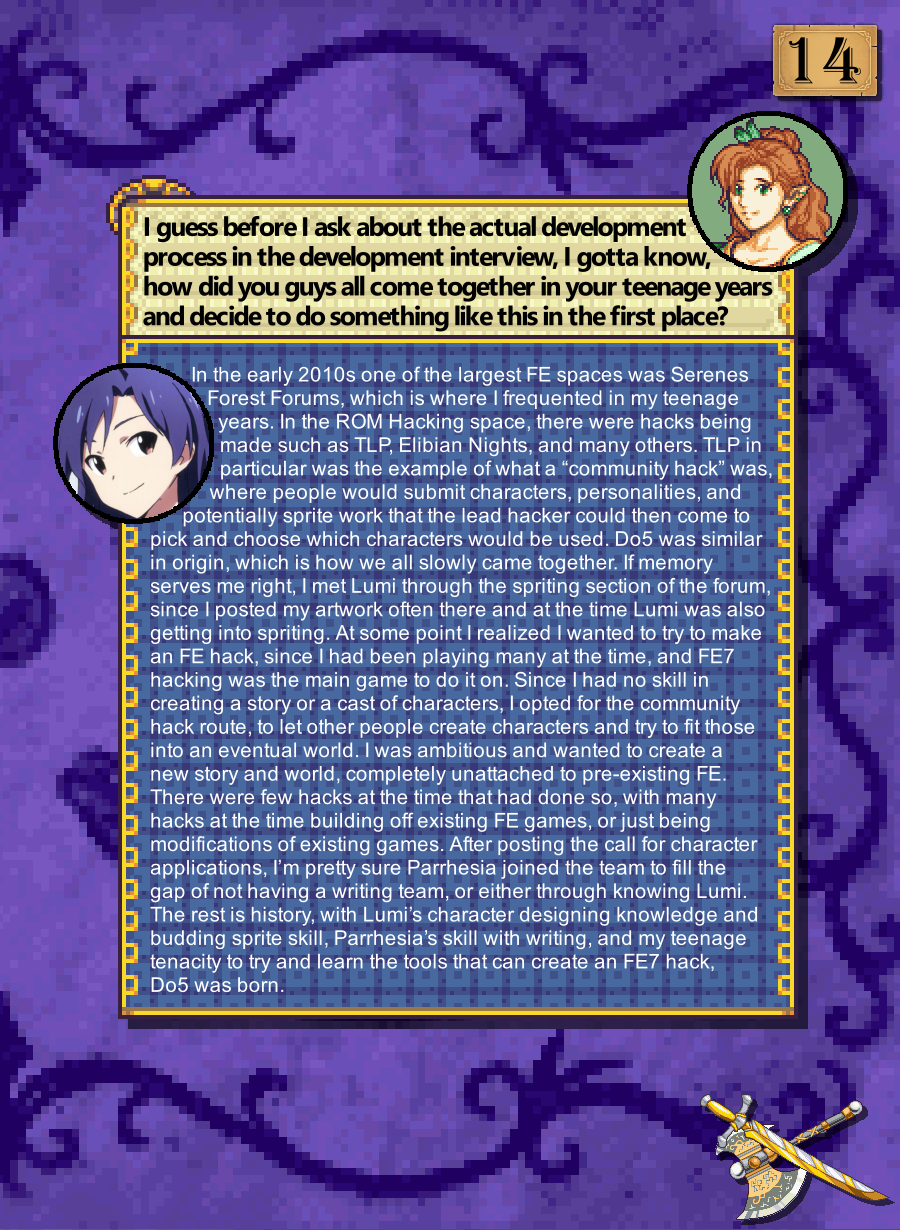 14
I guess before I ask about the actual development
process in the development interview, I gotta know,
how did you guys all come together in your teenage years
and decide to do something like this in the first place?
In the early 2010s one of the largest FE spaces was Serenes
Forest Forums, which is where I frequented in my teenage
years. In the ROM Hacking space, there were hacks being
made such as TLP, Elibian Nights, and many others. TLP in
particular was the example of what a “community hack” was,
where people would submit characters, personalities, and
potentially sprite work that the lead hacker could then come to
pick and choose which characters would be used. Do5 was similar
in origin, which is how we all slowly came together. If memory
serves me right, I met Lumi through the spriting section of the forum,
since I posted my artwork often there and at the time Lumi was also
getting into spriting. At some point I realized I wanted to try to make
an FE hack, since I had been playing many at the time, and FE7
hacking was the main game to do it on. Since I had no skill in
creating a story or a cast of characters, I opted for the community
hack route, to let other people create characters and try to fit those
into an eventual world. I was ambitious and wanted to create a
new story and world, completely unattached to pre-existing FE.
There were few hacks at the time that had done so, with many
hacks at the time building off existing FE games, or just being
modifications of existing games. After posting the call for character
applications, I’m pretty sure Parrhesia joined the team to fill the
gap of not having a writing team, or either through knowing Lumi.
The rest is history, with Lumi’s character designing knowledge and
budding sprite skill, Parrhesia’s skill with writing, and my teenage
tenacity to try and learn the tools that can create an FE7 hack,
Do5 was born.